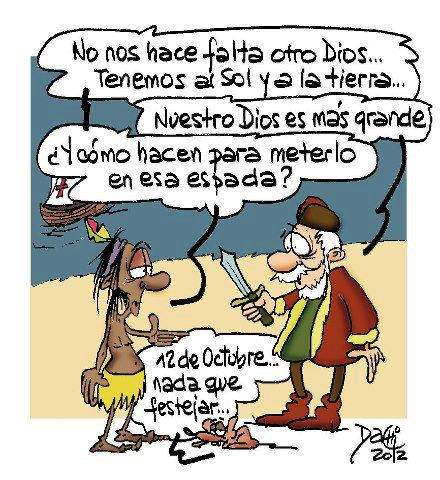 No nos hace falta otro Dios...
Tenemos al Sol y a la tierra...
Nuestro Dios es más grande
¿Y cómo hacen para meterlo
en esa espada?
12 de Octubre...
nada que
festejar...
2012